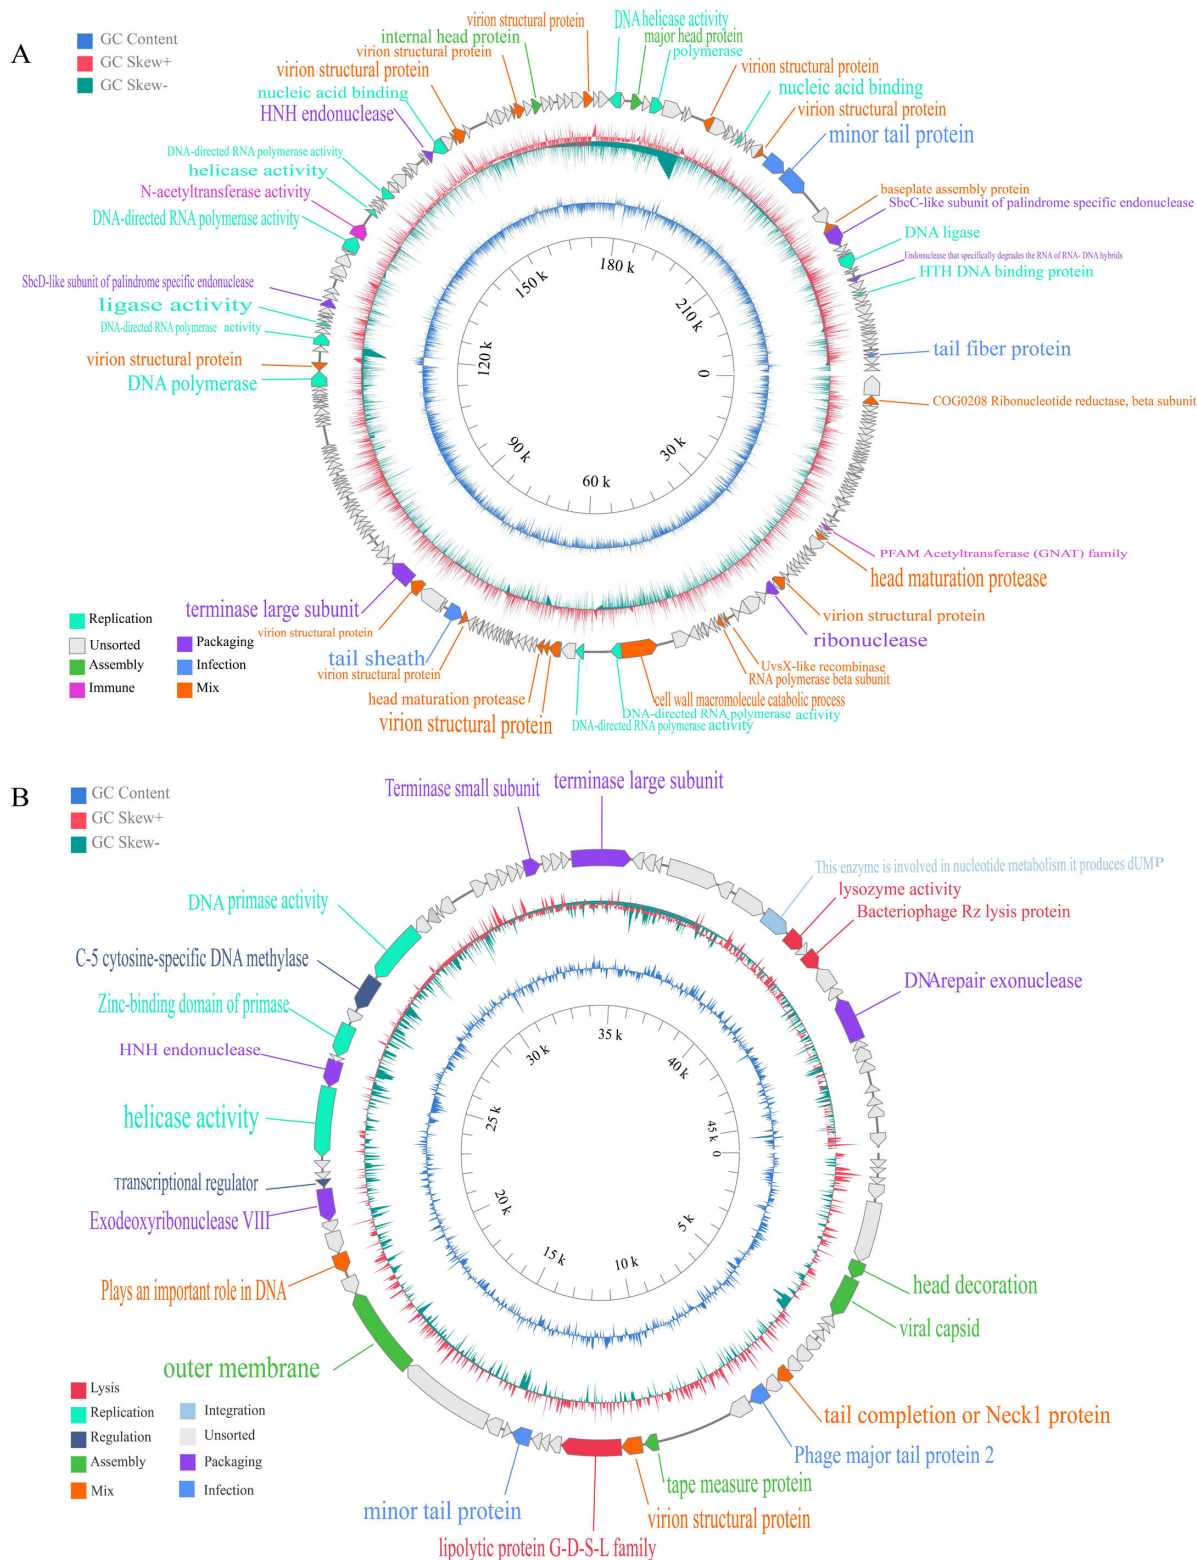 A
GC Content
GC Skew+
GC Skew-
virion structural protein
internal head protein
virion structural protein
virion structural protein
nucleic acid binding
HNH endonuclease
DNA-directed RNA polymerase activity
helicase activity
N-acetyltransferase activity
DNA-directed RNA polymerase activity
SbcD-like subunit of palindrome specific endonuclease
ligase activity
DNA-directed RNA polymerase activity
virion structural protein
DNA polymerase
DNA helicase activity
major head protein
polymerase
virion structural protein
nucleic acid binding
virion structural protein
minor tail protein
baseplate assembly protein
SbcC-like subunit of palindrome specific endonuclease
DNA ligase
Endonuclease that specifically degrades the RNA of RNA- DNA hybrids
HTH DNA binding protein
tail fiber protein
COG0208 Ribonucleotide reductase, beta subunit
PFAM Acetyltransferase (GNAT) family
head maturation protease
virion structural protein
ribonuclease
UvsX-like recombinase
RNA polymerase beta subunit
cell wall macromolecule catabolic process
DNA-directed RNA polymerase activity
DNA-directed RNA polymerase activity
virion structural protein
head maturation protease
virion structural protein
tail sheath
virion structural protein
terminase large subunit
0
30 k
60 k
90 k
120 k
150 k
180 k
210 k
Replication
Unsorted
Assembly
Immune
Packaging
Infection
Mix
B
GC Content
GC Skew+
GC Skew-
Terminase small subunit
terminase large subunit
This enzyme is involved in nucleotide metabolism it produces dUMP
lysozyme activity
Bacteriophage Rz lysis protein
DNArepair exonuclease
head decoration
viral capsid
tail completion or Neck1 protein
Phage major tail protein 2
tape measure protein
virion structural protein
lipolytic protein G-D-S-L family
minor tail protein
outer membrane
Plays an important role in DNA
Exodeoxyribonuclease VIII
Transcriptional regulator
helicase activity
HNH endonuclease
Zinc-binding domain of primase
C-5 cytosine-specific DNA methylase
DNA primase activity
0
5 k
10 k
15 k
20 k
25 k
30 k
35 k
40 k
45 k
Lysis
Replication
Regulation
Assembly
Mix
Integration
Unsorted
Packaging
Infection